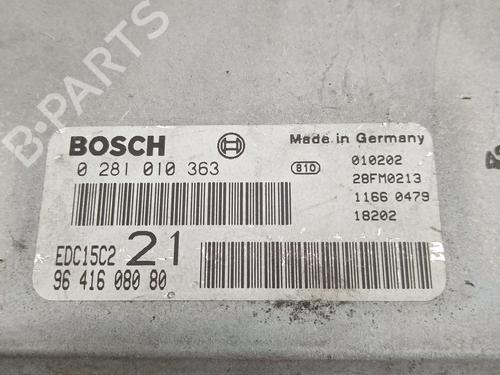 B-PARTS
BOSCH
Made in Germany
0 281 010 363
810
010202
28FM0213
1166 0479
18202
EDC15C2 21
96 416 080 80